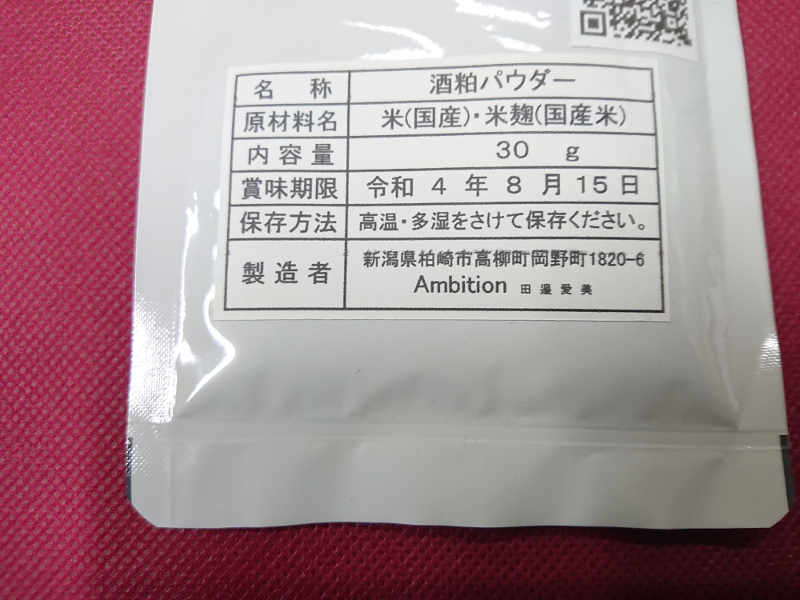 名称 酒粕パウダー
原材料名 米(国産)・米麹(国産米)
内容量 30 g
賞味期限 令和 4 年 8 月 15 日
保存方法 高温・多湿をさけて保存ください。
製造者 新潟県柏崎市高柳町岡野町1820-6
Ambition 田邉愛美